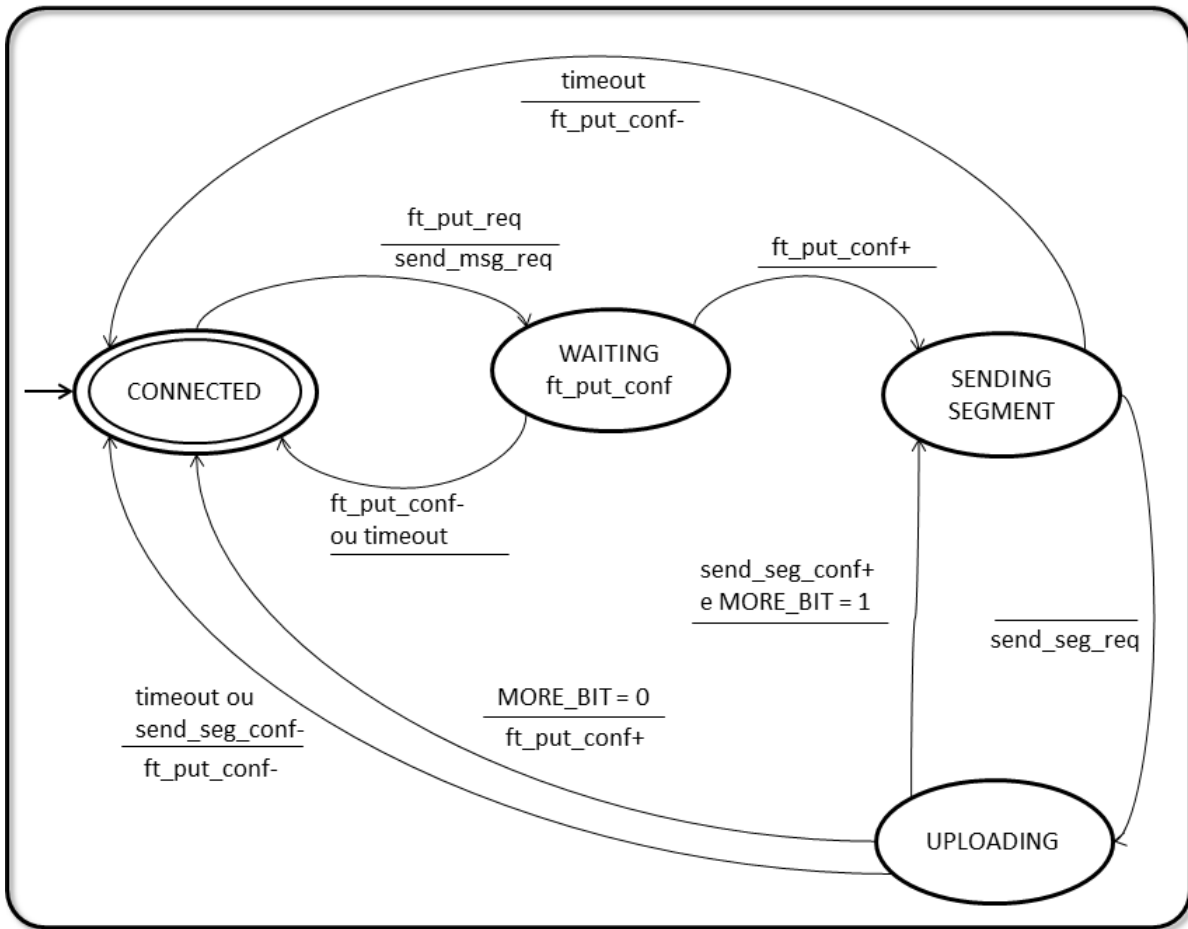 timeout
ft_put_conf-
ft_put_req
send_msg_req
ft_put_conf+
CONNECTED
WAITING
ft_put_conf
SENDING
SEGMENT
ft_put_conf-
ou timeout
send_seg_conf+
e MORE_BIT = 1
send_seg_req
timeout ou
send_seg_conf-
ft_put_conf-
MORE_BIT = 0
ft_put_conf+
UPLOADING